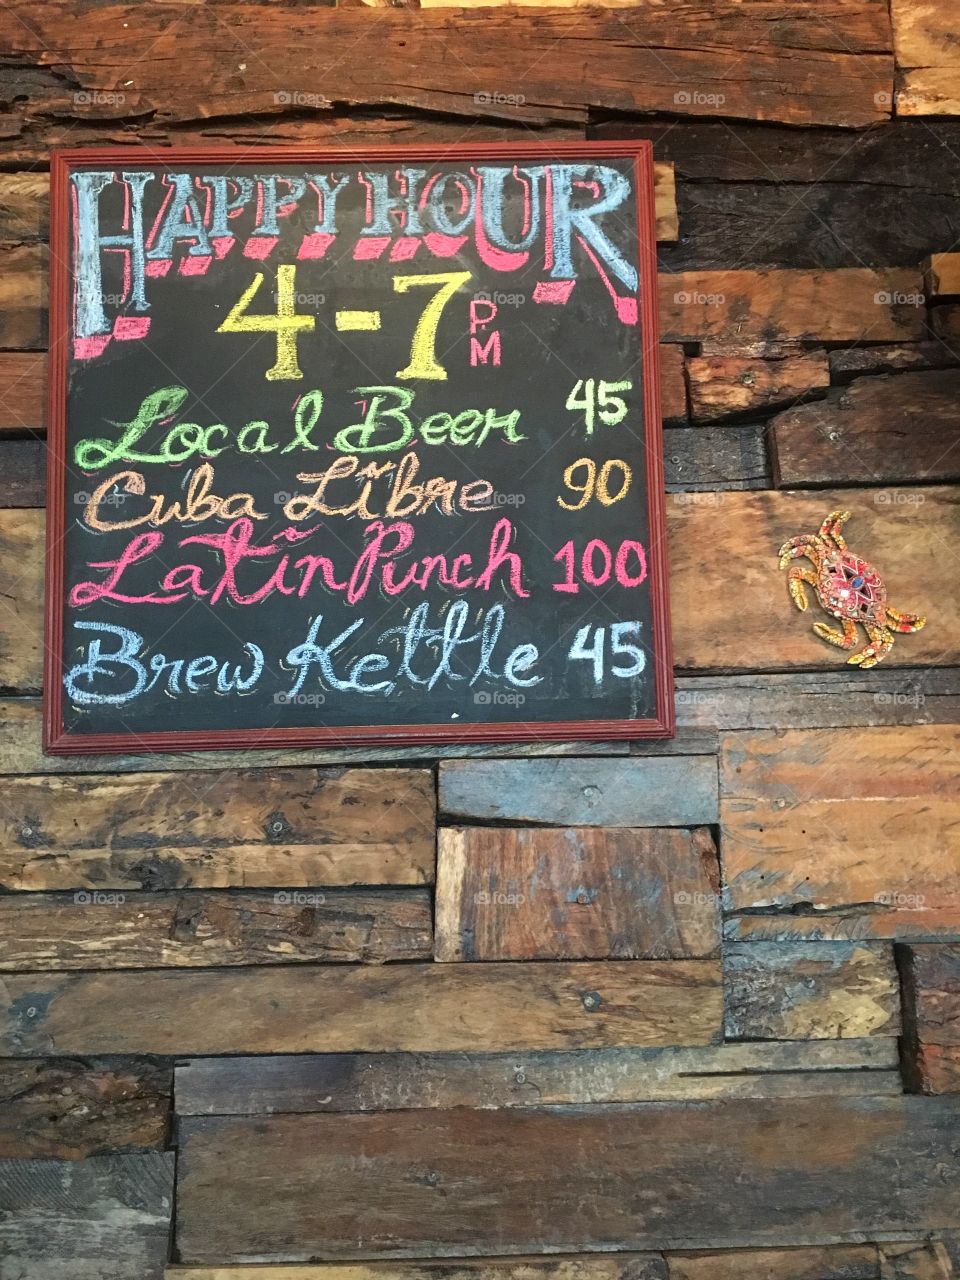 HAPPY HOUR
4-7 PM
Local Beer 45
Cuba Libre 90
Latin Punch 100
Brew Kettle 45